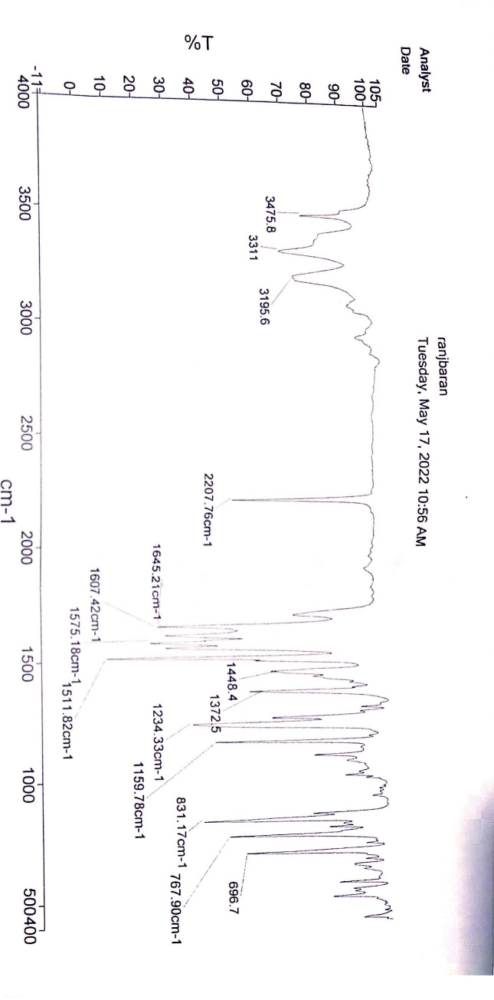 Analyst
Date
ranjbaran
Tuesday, May 17, 2022 10:56 AM
%T
105
100
90
80
70
60
50
40
30
20
10
0
-11
4000
3500
3000
2500
2000
1500
1000
500
400
cm-1
3475.8
3311
3195.6
2207.76cm-1
1645.21cm-1
1607.42cm-1
1575.18cm-1
1511.82cm-1
1448.4
1372.5
1234.33cm-1
1159.78cm-1
831.17cm-1
767.90cm-1
696.7